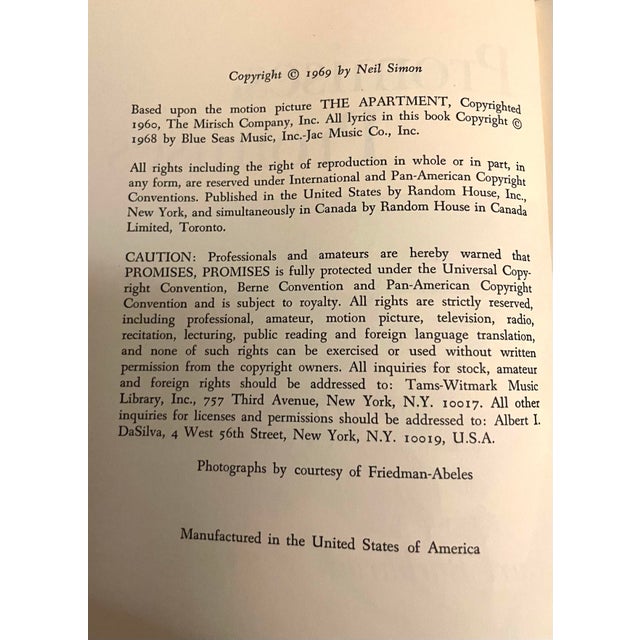 Copyright © 1969 by Neil Simon
Based upon the motion picture THE APARTMENT, Copyrighted
1960, The Mirisch Company, Inc. All lyrics in this book Copyright ©
1968 by Blue Seas Music, Inc.-Jac Music Co., Inc.
All rights including the right of reproduction in whole or in part, in
any form, are reserved under International and Pan-American Copyright
Conventions. Published in the United States by Random House, Inc.,
New York, and simultaneously in Canada by Random House in Canada
Limited, Toronto.
CAUTION: Professionals and amateurs are hereby warned that
PROMISES, PROMISES is fully protected under the Universal Copy-
right Convention, Berne Convention and Pan-American Copyright
Convention and is subject to royalty. All rights are strictly reserved,
including professional, amateur, motion picture, television, radio,
recitation, lecturing, public reading and foreign language translation,
and none of such rights can be exercised or used without written
permission from the copyright owners. All inquiries for stock, amateur
and foreign rights should be addressed to: Tams-Witmark Music
Library, Inc., 757 Third Avenue, New York, N.Y. 10017. All other
inquiries for licenses and permissions should be addressed to: Albert I.
DaSilva, 4 West 56th Street, New York, N.Y. 10019, U.S.A.
Photographs by courtesy of Friedman-Abeles
Manufactured in the United States of America